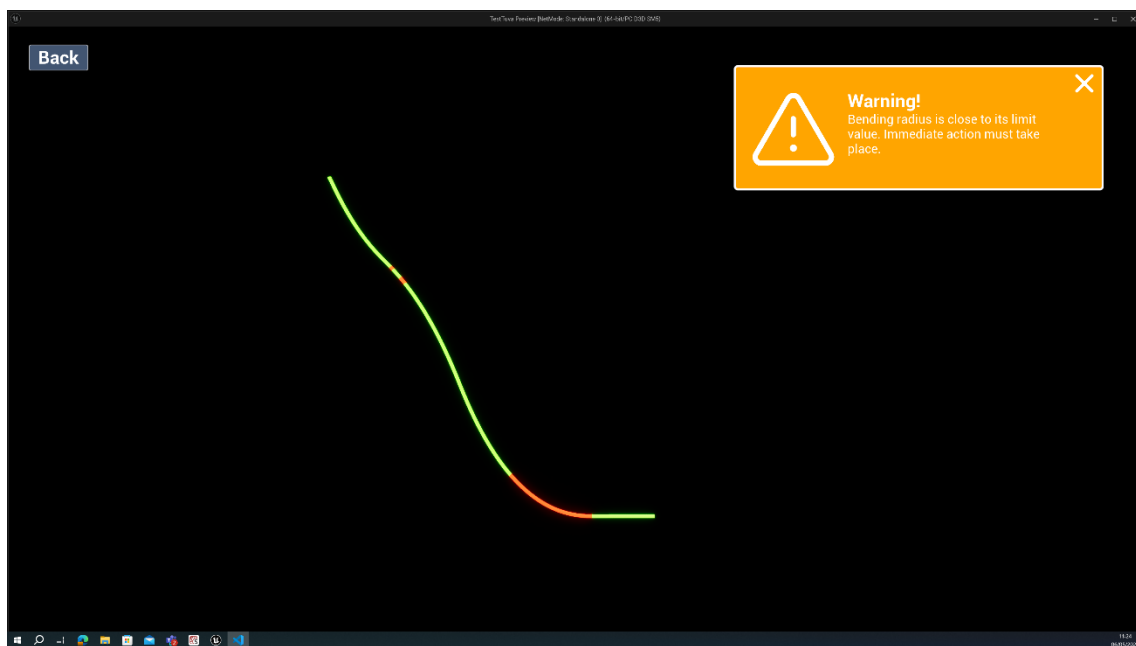 Back
Warning!
Bending radius is close to its limit
value. Immediate action must take
place.